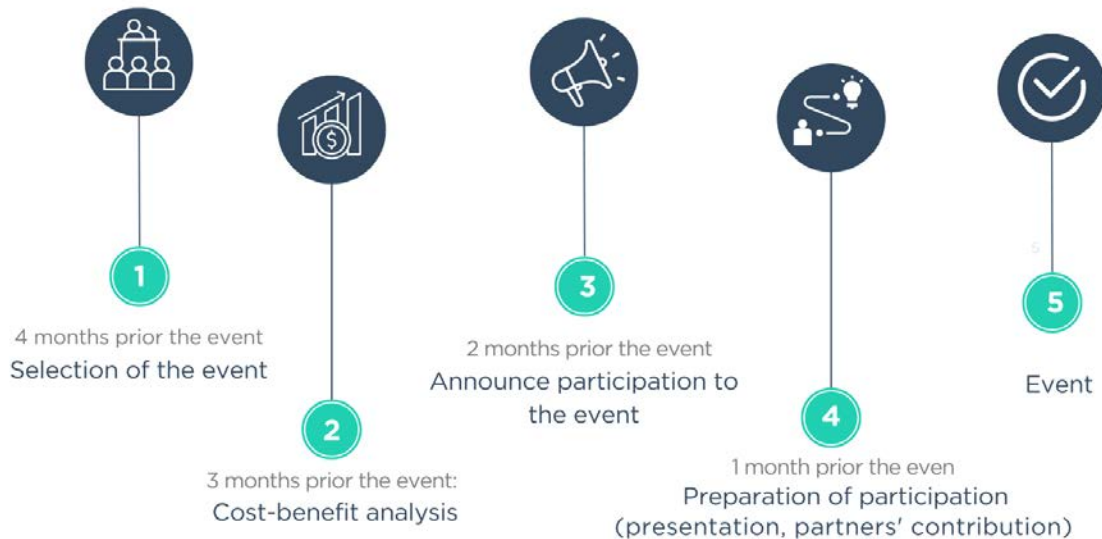 $
1
4 months prior the event
Selection of the event
2
3 months prior the event:
Cost-benefit analysis
3
2 months prior the event
Announce participation to
the event
4
1 month prior the even
Preparation of participation
(presentation, partners' contribution)
5
5
Event